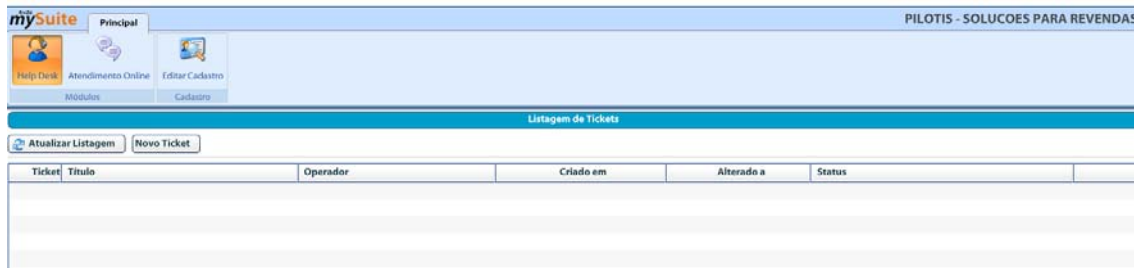 mySuite
Principal
PILOTIS - SOLUCOES PARA REVENDAS
Help Desk
Atendimento Online
Editar Cadastro
Módulos
Cadastro
Listagem de Tickets
Atualizar Listagem
Novo Ticket
Ticket Título Operador Criado em Alterado a Status